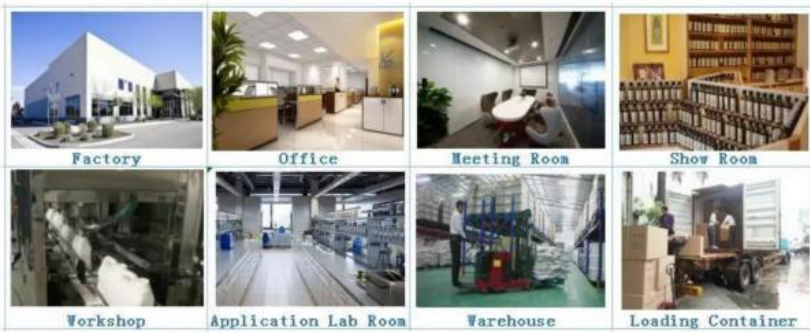 Factory
Office
Meeting Room
Show Room
Workshop
Application Lab Room
Warehouse
Loading Container